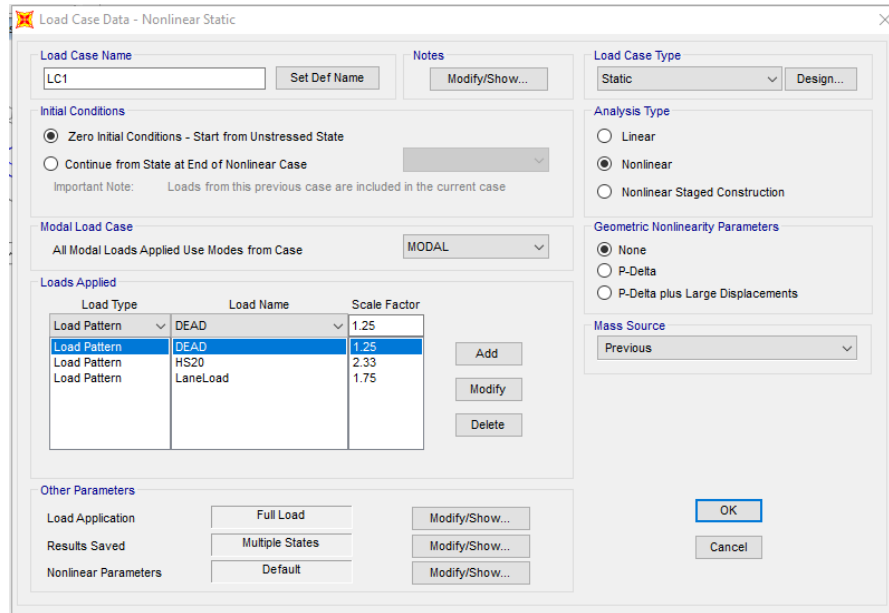 Load Case Data - Nonlinear Static
Load Case Name
LC1
Set Def Name
Notes
Modify/Show...
Load Case Type
Static
Design...
Initial Conditions
Zero Initial Conditions - Start from Unstressed State
Continue from State at End of Nonlinear Case
Important Note: Loads from this previous case are included in the current case
Analysis Type
Linear
Nonlinear
Nonlinear Staged Construction
Modal Load Case
All Modal Loads Applied Use Modes from Case
MODAL
Geometric Nonlinearity Parameters
None
P-Delta
P-Delta plus Large Displacements
Loads Applied
Load Type Load Name Scale Factor
Load Pattern DEAD 1.25
Load Pattern DEAD 1.25
Load Pattern HS20 2.33
Load Pattern LaneLoad 1.75
Add
Modify
Delete
Mass Source
Previous
Other Parameters
Load Application Full Load Modify/Show...
Results Saved Multiple States Modify/Show...
Nonlinear Parameters Default Modify/Show...
OK
Cancel